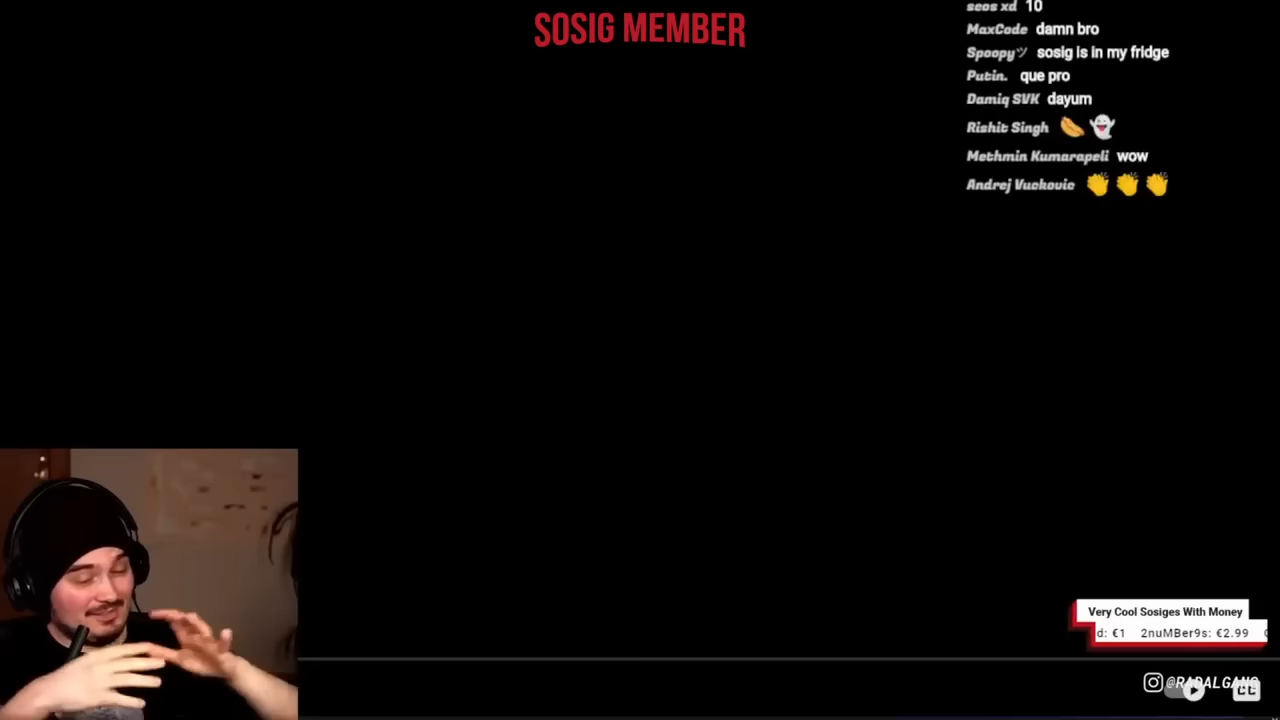 SOSIG MEMBER
seos xd 10
MaxCode damn bro
Spoopyツ sosig is in my fridge
Putin. que pro
Damiq SVK dayum
Rishit Singh 🌭 👻
Methmin Kumarapeli wow
Andrej Vuckovic 👏 👏 👏
Very Cool Sosiges With Money
d: €1 2nuMBer9s: €2.99
@RADALGANG
CC